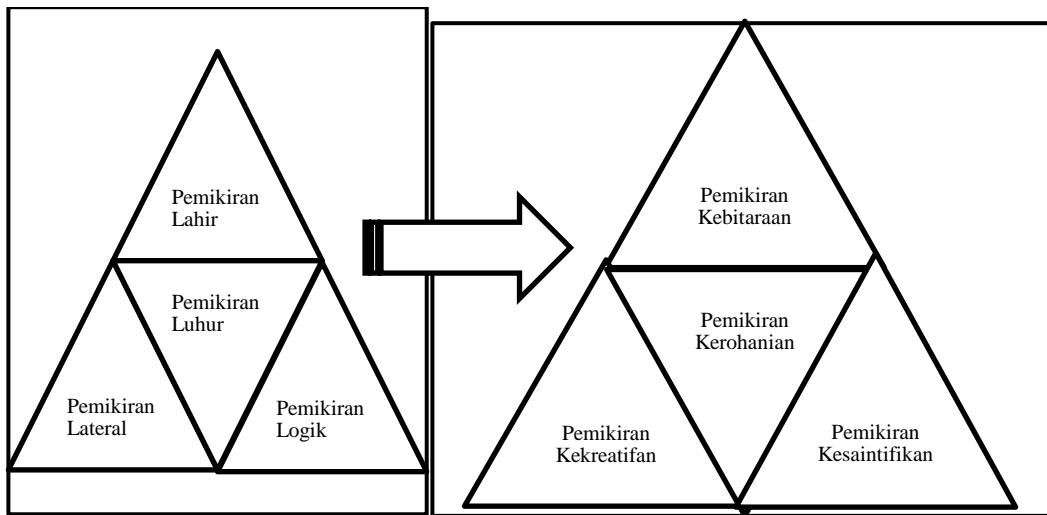 Pemikiran
Lahir
Pemikiran
Luhur
Pemikiran
Lateral
Pemikiran
Logik
Pemikiran
Kebitaraan
Pemikiran
Kerohanian
Pemikiran
Kekreatifan
Pemikiran
Kesaintifikan